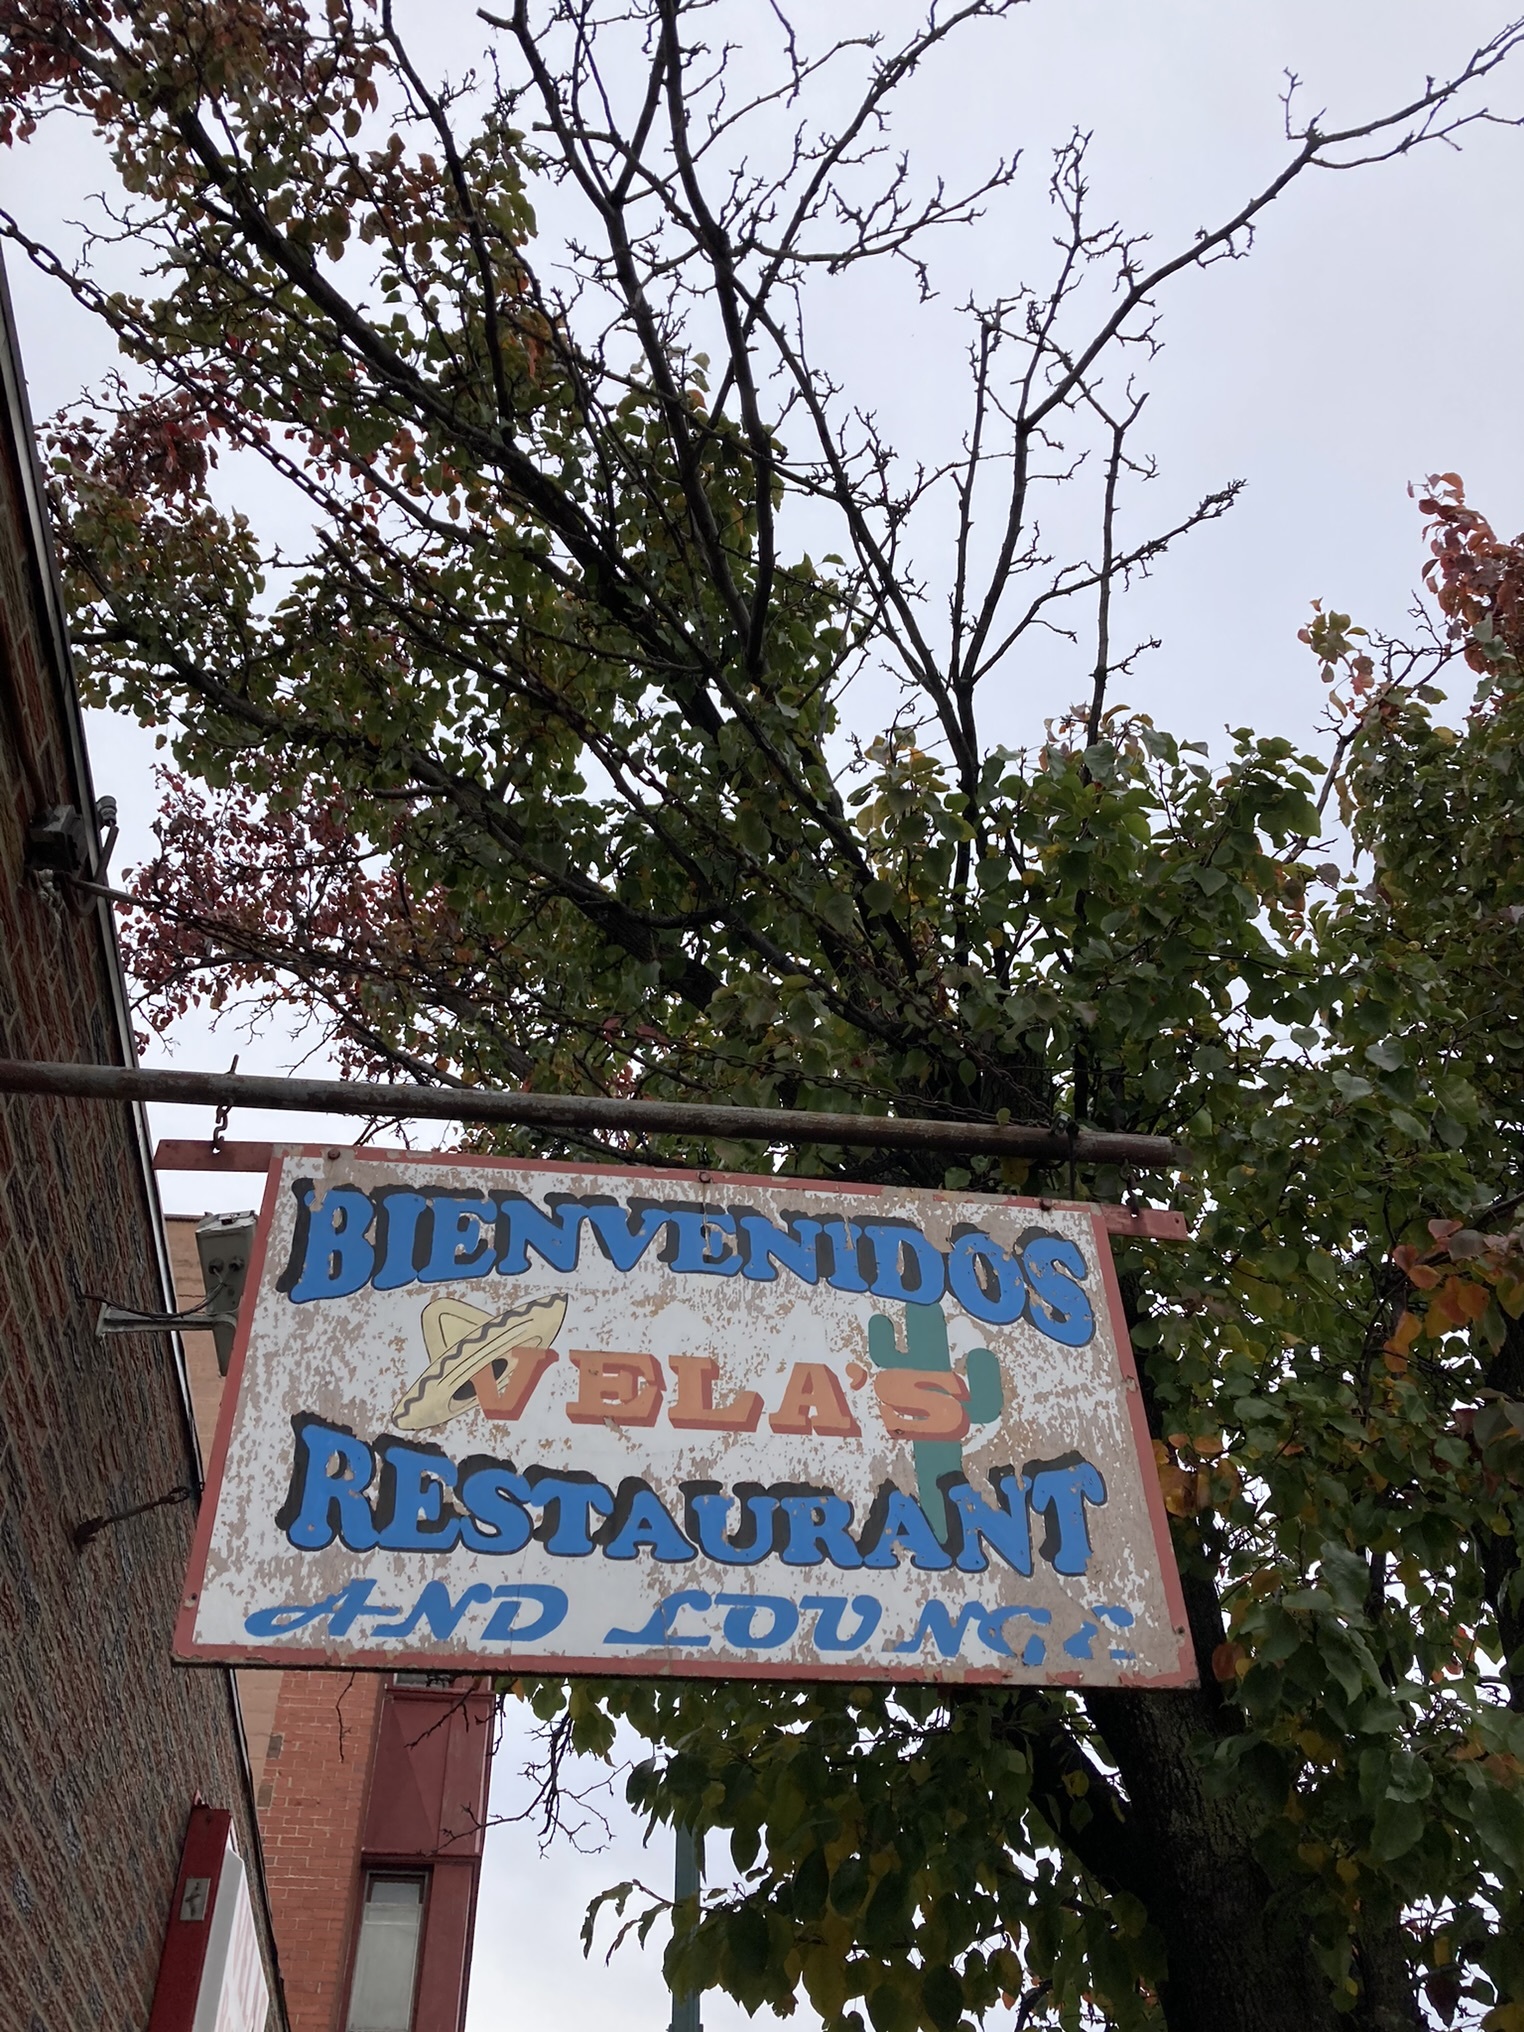 BIENVENIDOS
VELA'S
RESTAURANT
AND LOUNGE